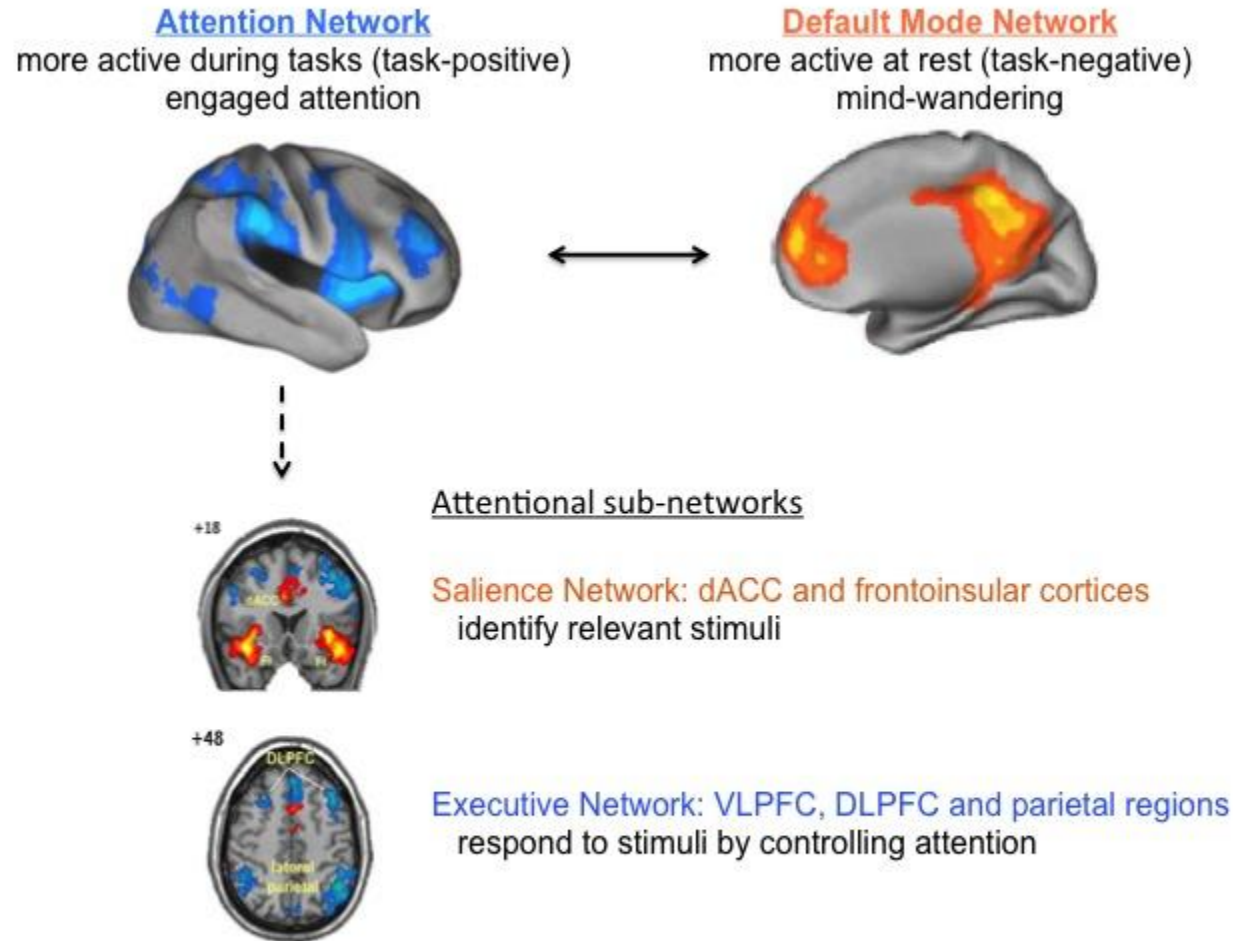 Attention Network
more active during tasks (task-positive)
engaged attention
Default Mode Network
more active at rest (task-negative)
mind-wandering
Attentional sub-networks
+18
dACC
FI
FI
Salience Network: dACC and frontoinsular cortices
identify relevant stimuli
+48
DLPFC
lateral
parietal
Executive Network: VLPFC, DLPFC and parietal regions
respond to stimuli by controlling attention